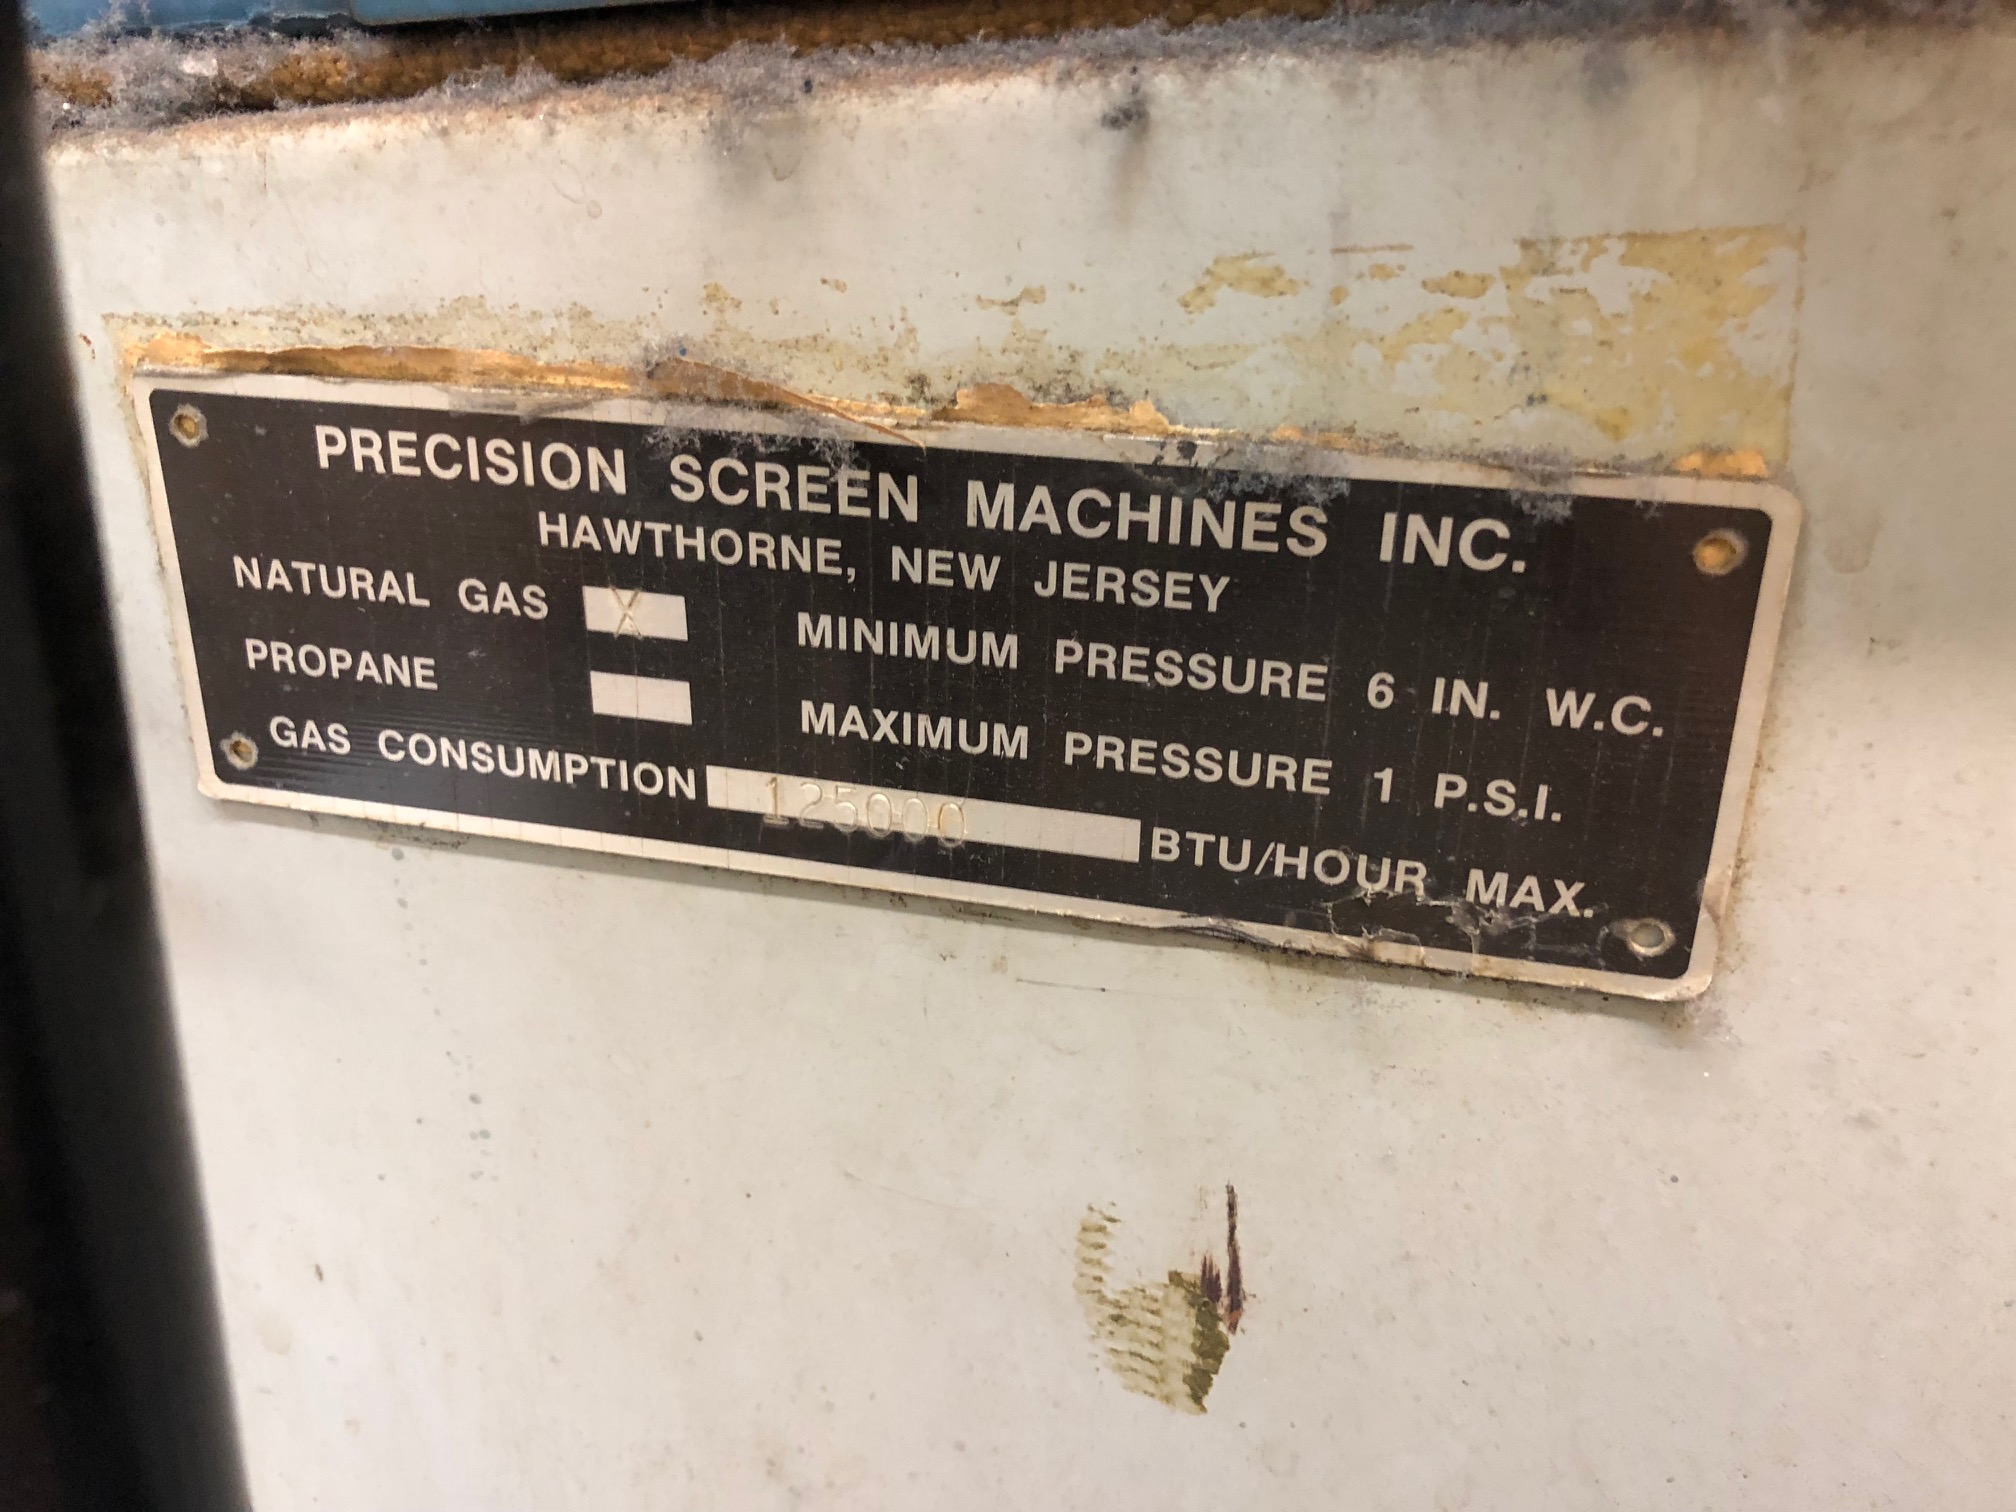 PRECISION SCREEN MACHINES INC.
HAWTHORNE, NEW JERSEY
NATURAL GAS X MINIMUM PRESSURE 6 IN. W.C.
PROPANE MAXIMUM PRESSURE 1 P.S.I.
GAS CONSUMPTION 125000 BTU/HOUR MAX.